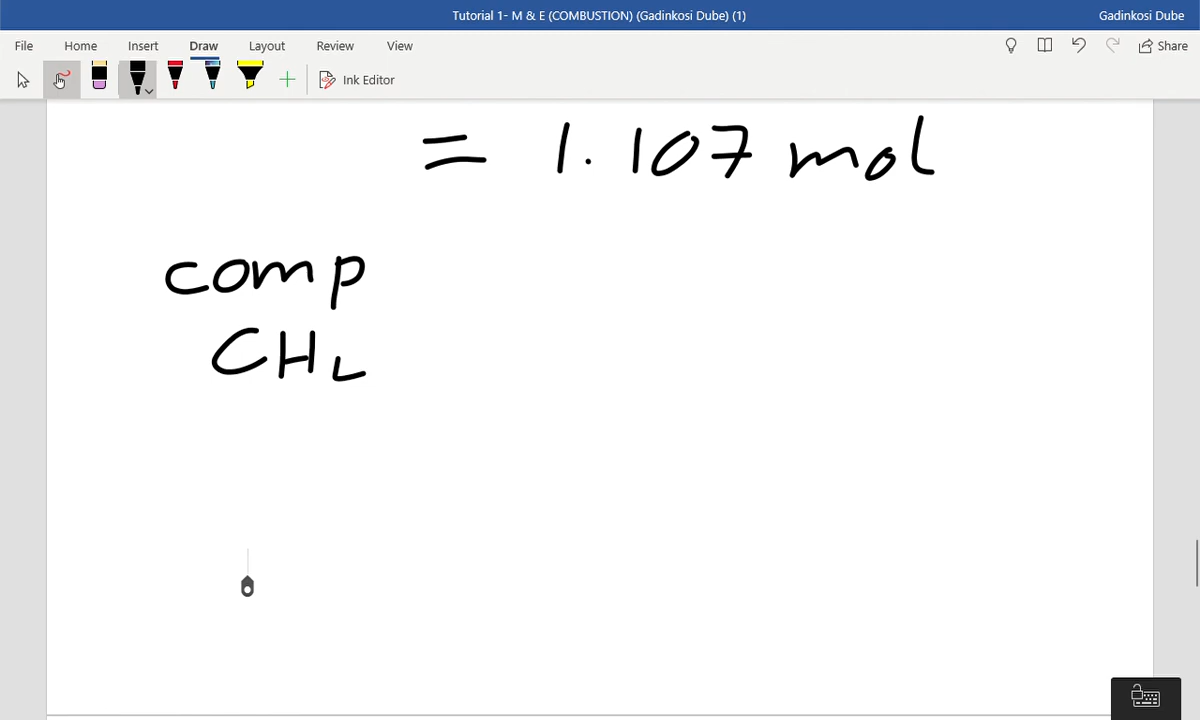 Tutorial 1- M & E (COMBUSTION) (Gadinkosi Dube) (1) Gadinkosi Dube
File Home Insert Draw Layout Review View Share
Ink Editor
= 1.107 mol
comp
CHL